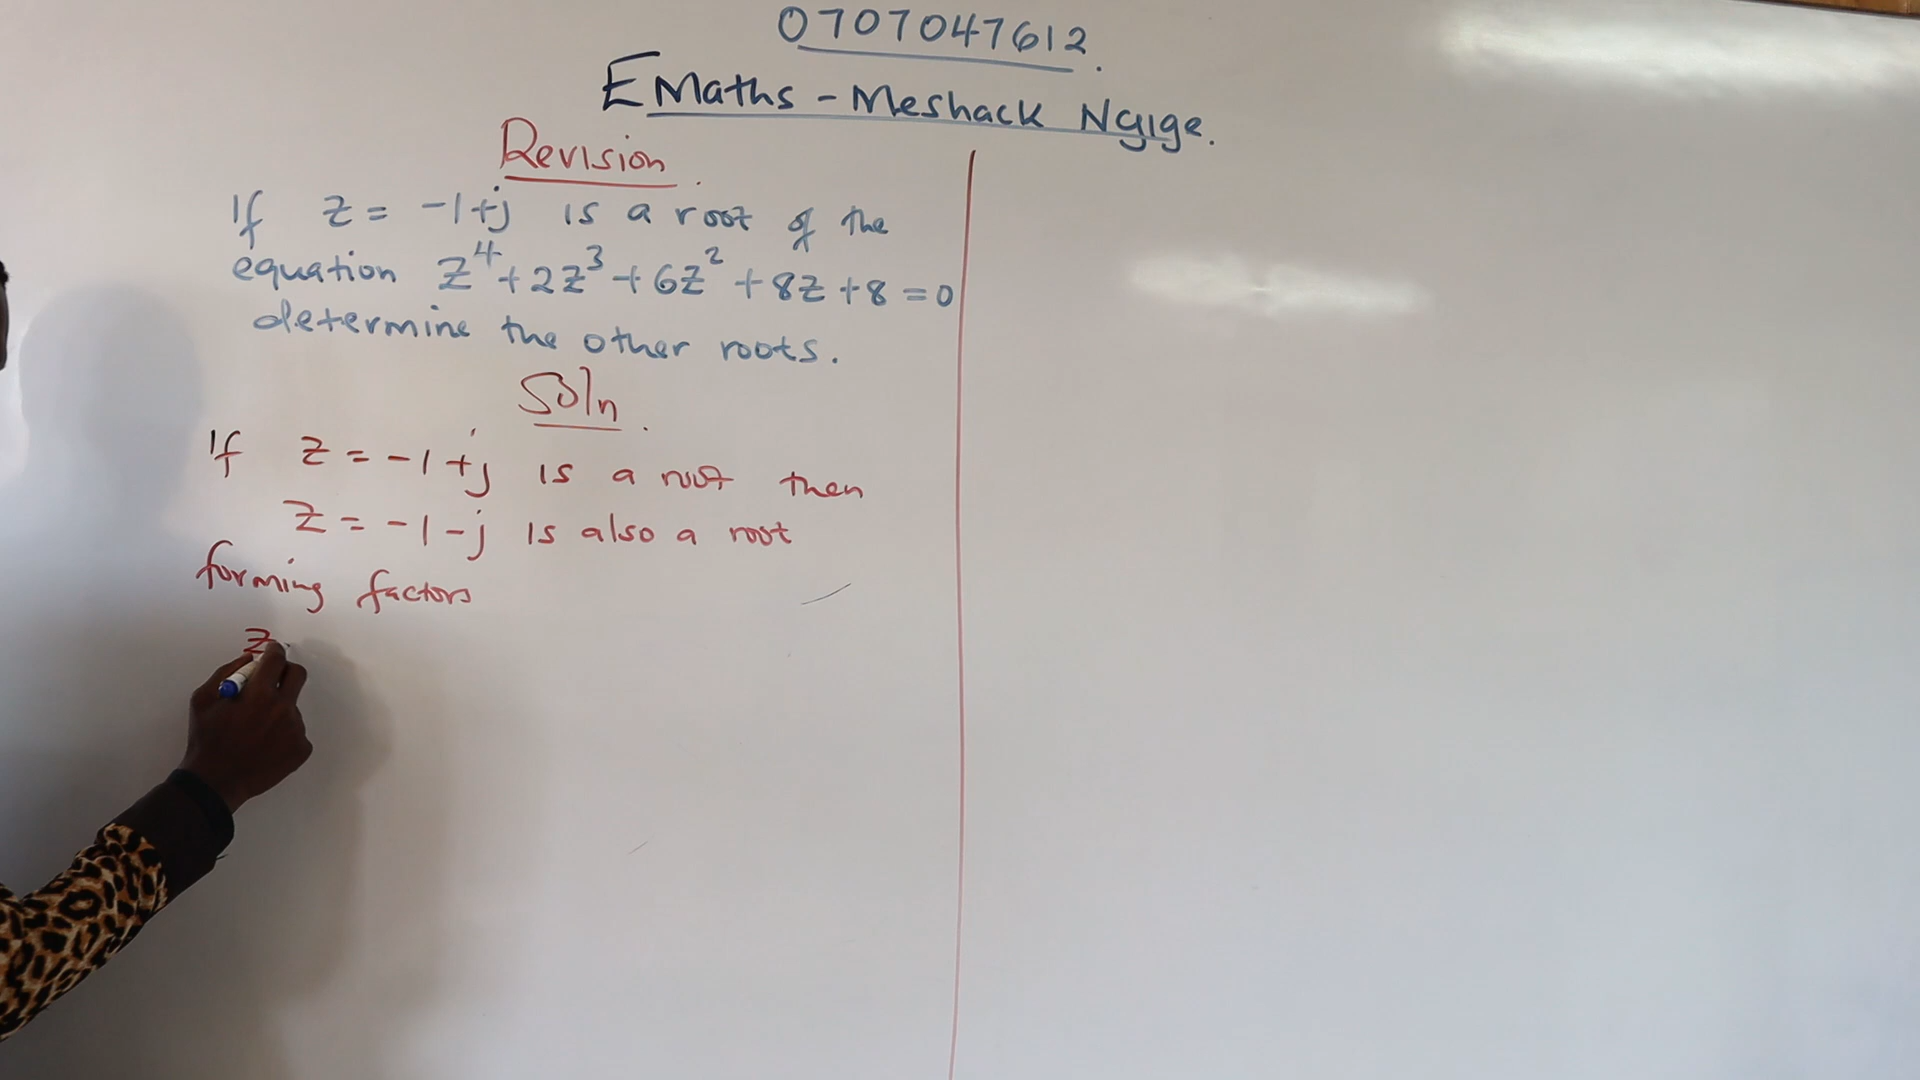 0707047612.
EMaths - Meshack Ngige.
Revision.
If z = -1+j is a root of the
equation z⁴+2z³+6z²+8z+8=0
determine the other roots.
Soln.
If z = -1+j is a root then
z = -1-j is also a root
forming factors
z